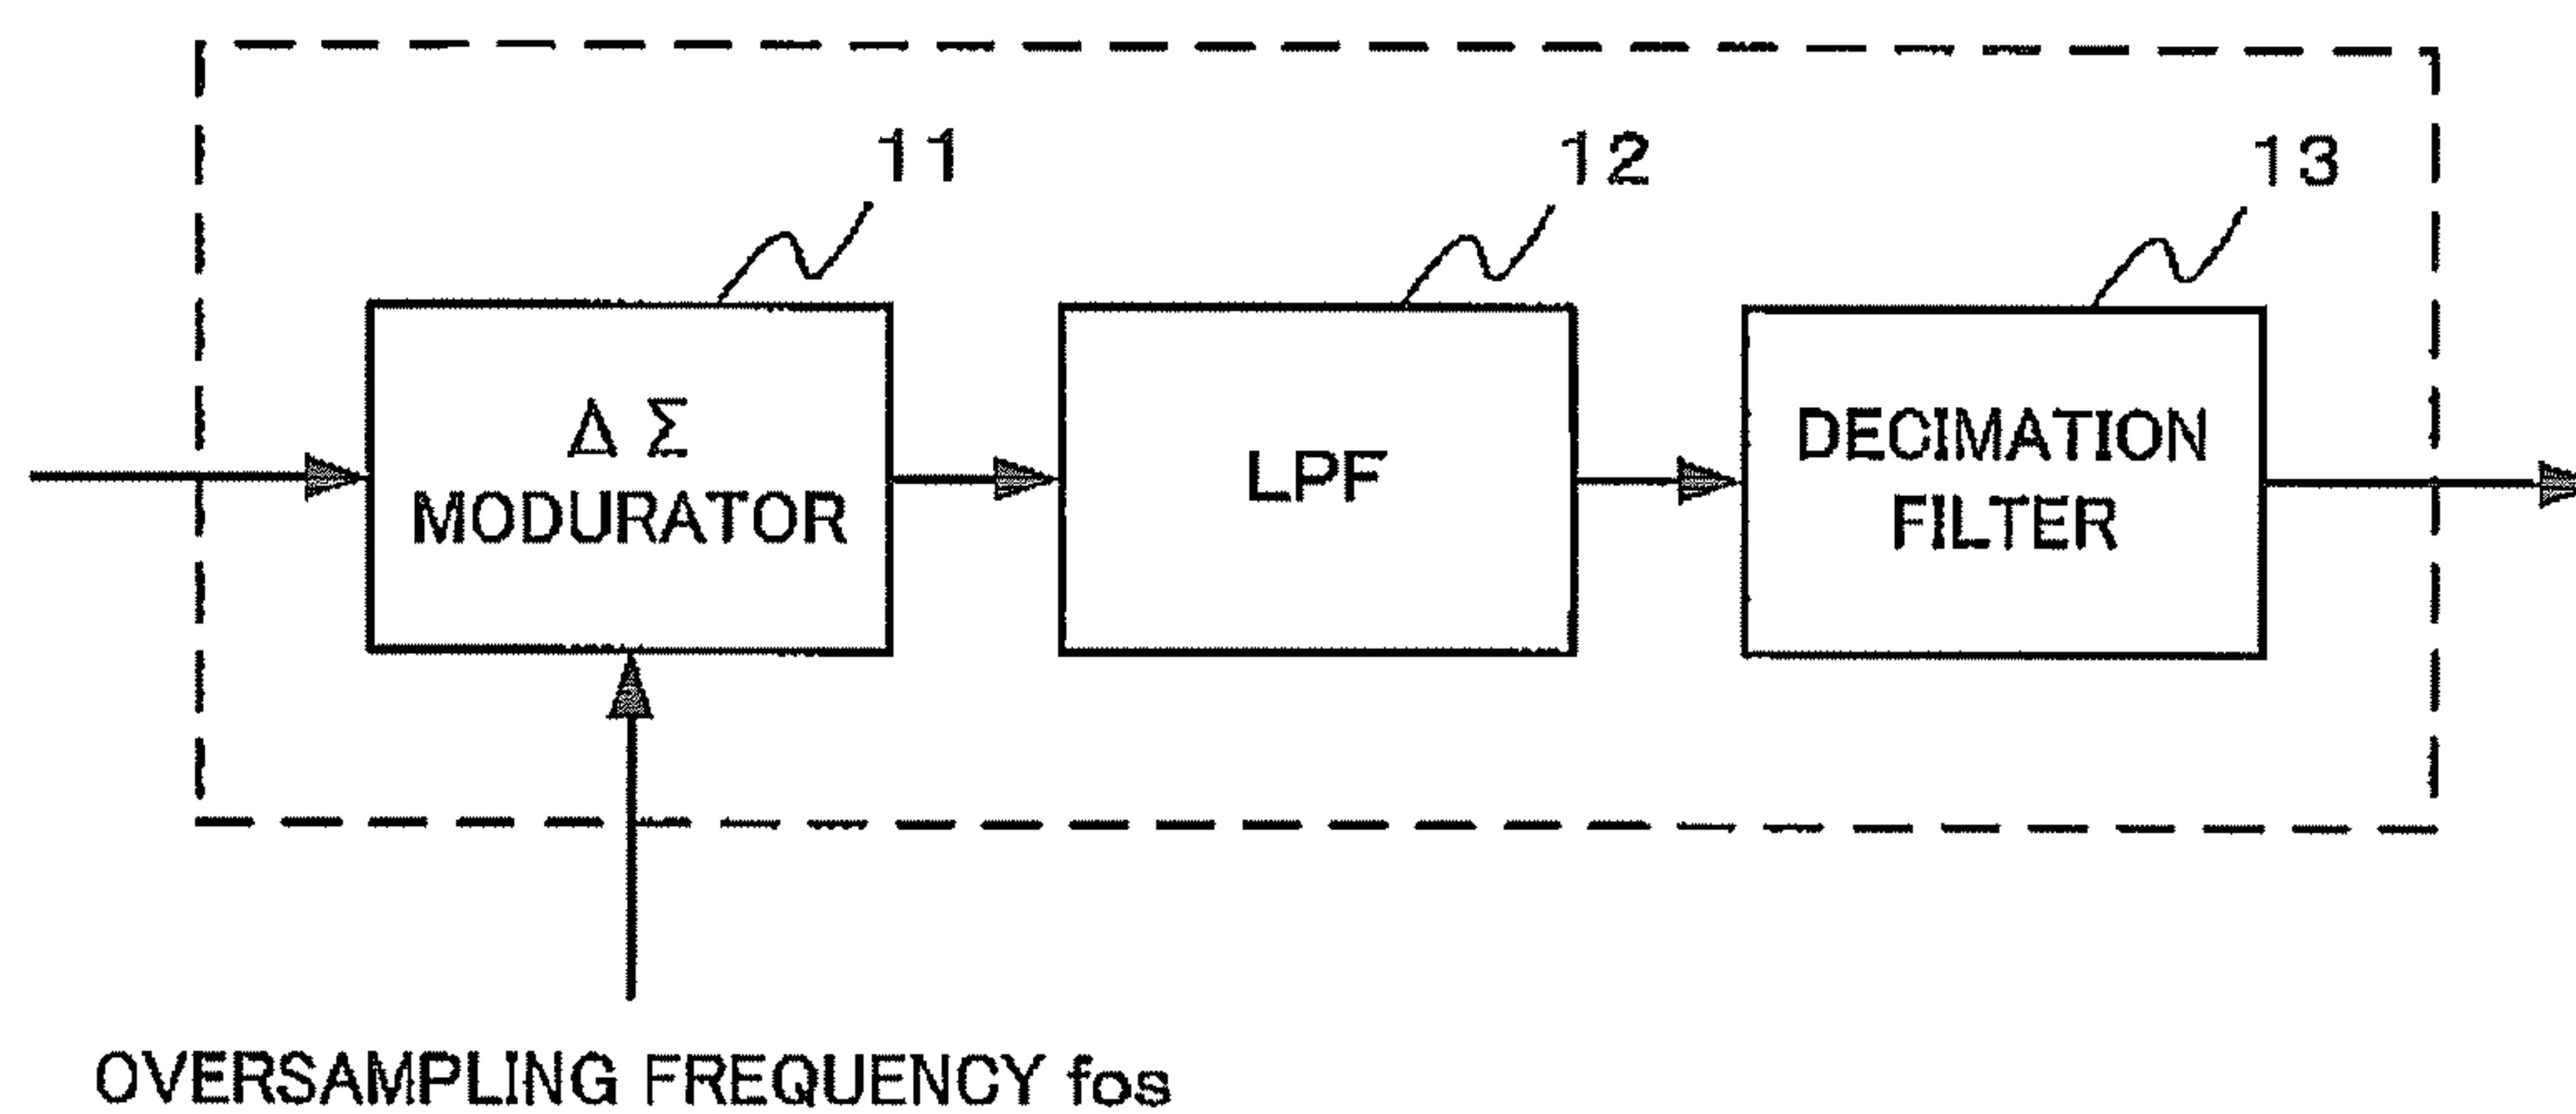 11
12
13
Δ Σ
MODURATOR
LPF
DECIMATION
FILTER
OVERSAMPLING FREQUENCY fos